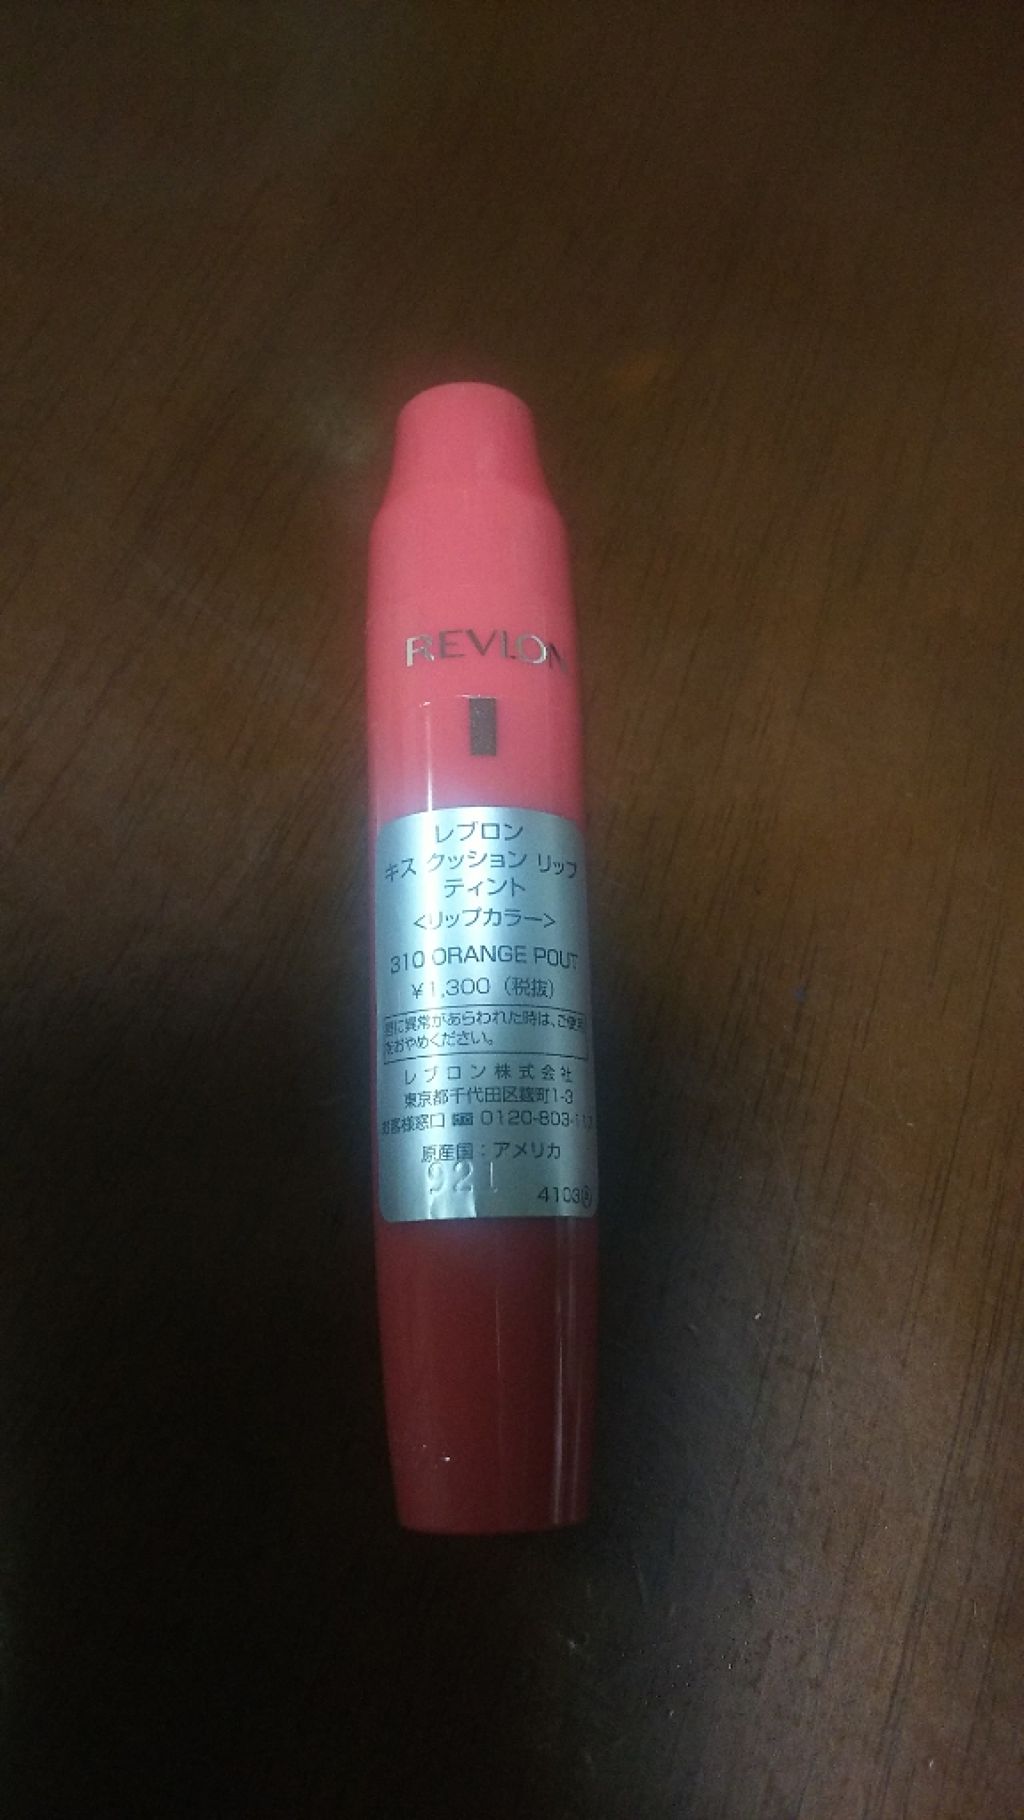 REVLON
レブロン
キス クッション リップ
ティント
<リップカラー>
310 ORANGE POUT
¥1,300（税抜）
に異常があらわれた時は、ご使用
をおやめください。
レブロン株式会社
東京都千代田区麹町1-3
お客様窓口 0120-803-117
原産国：アメリカ
921
4103